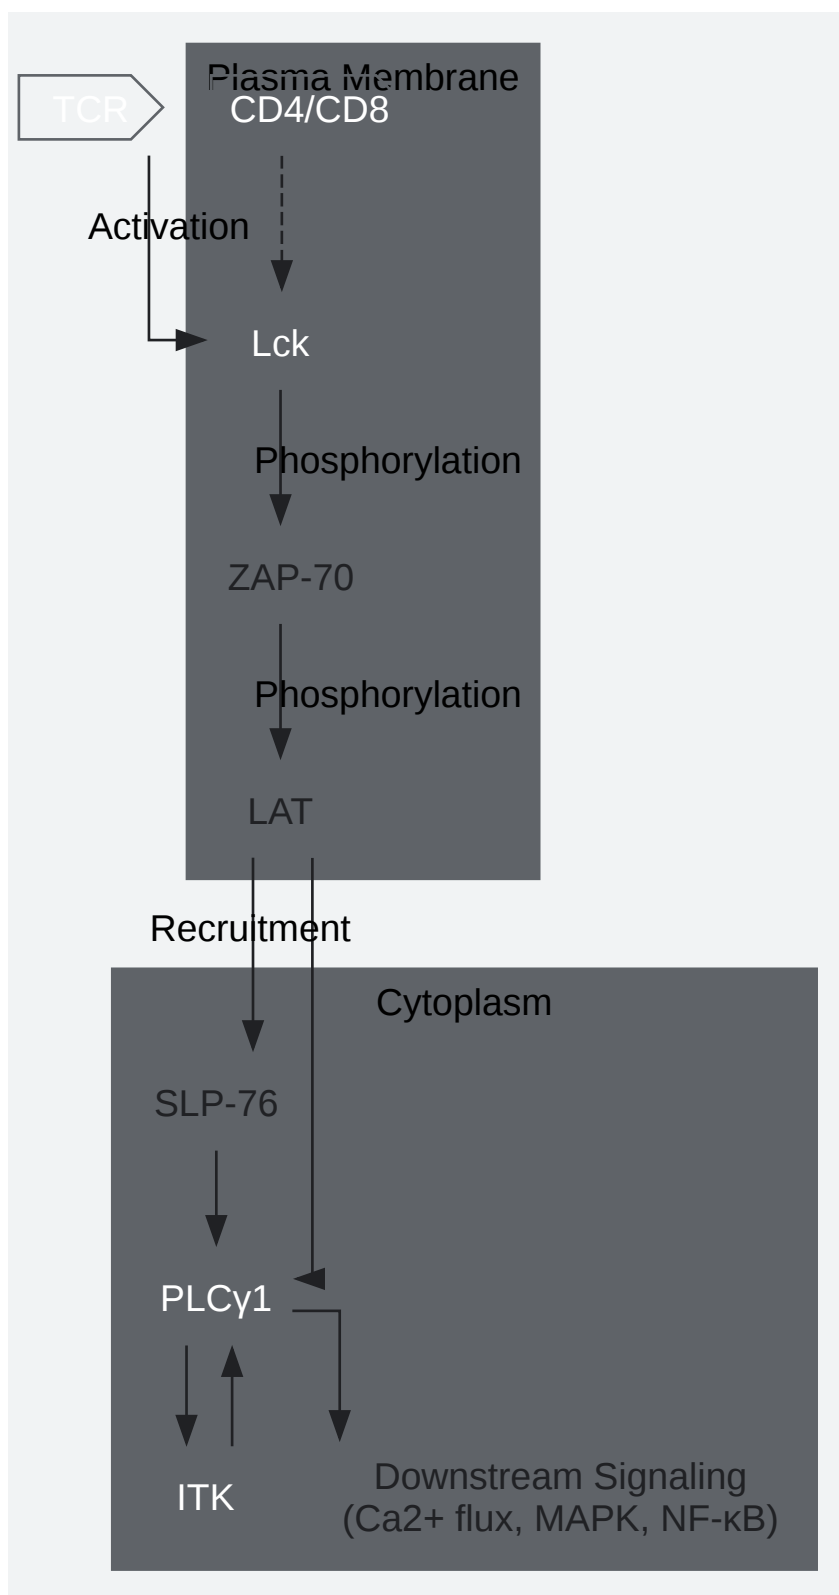 Plasma Membrane
TCR
CD4/CD8
Activation
Lck
Phosphorylation
ZAP-70
Phosphorylation
LAT
Recruitment
Cytoplasm
SLP-76
PLCγ1
Downstream Signaling
(Ca2+ flux, MAPK, NF-κB)
ITK